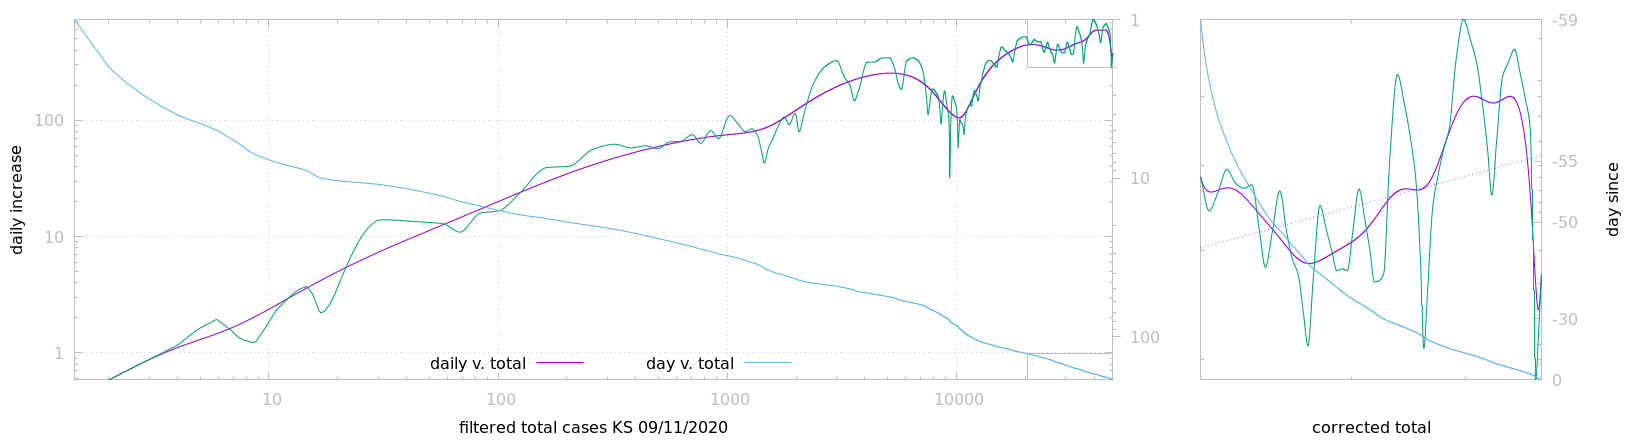 daily increase
100
10
1
10
100
1000
10000
filtered total cases KS 09/11/2020
daily v. total
day v. total
1
10
100
-59
-55
-50
-30
0
day since
corrected total